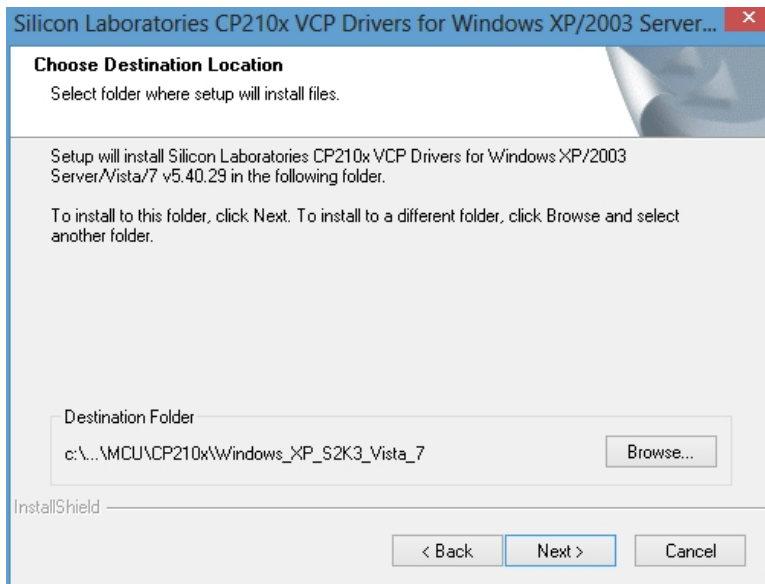 Silicon Laboratories CP210x VCP Drivers for Windows XP/2003 Server...
Choose Destination Location
Select folder where setup will install files.
Setup will install Silicon Laboratories CP210x VCP Drivers for Windows XP/2003
Server/Vista/7 v5.40.29 in the following folder.
To install to this folder, click Next. To install to a different folder, click Browse and select
another folder.
Destination Folder
c:\...\MCU\CP210x\Windows_XP_S2K3_Vista_7
Browse...
InstallShield
< Back
Next >
Cancel